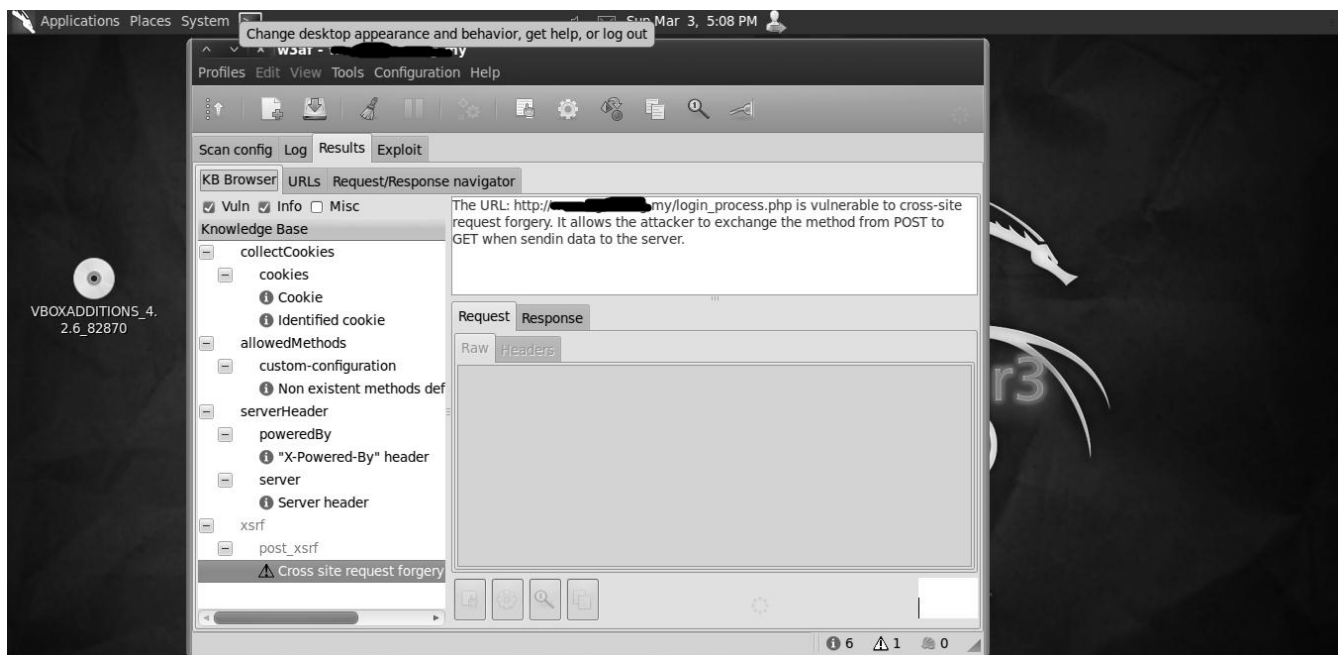 Applications Places System
Sun Mar 3, 5:08 PM
Change desktop appearance and behavior, get help, or log out
w3af -
my
Profiles Edit View Tools Configuration Help
Scan config Log Results Exploit
KB Browser URLs Request/Response navigator
Vuln Info Misc
Knowledge Base
collectCookies
cookies
Cookie
Identified cookie
allowedMethods
custom-configuration
Non existent methods def
serverHeader
poweredBy
"X-Powered-By" header
server
Server header
xsrf
post_xsrf
Cross site request forgery
The URL: http:// my/login_process.php is vulnerable to cross-site
request forgery. It allows the attacker to exchange the method from POST to
GET when sendin data to the server.
Request Response
Raw Headers
6 1 0
VBOXADDITIONS_4.
2.6_82870
r3